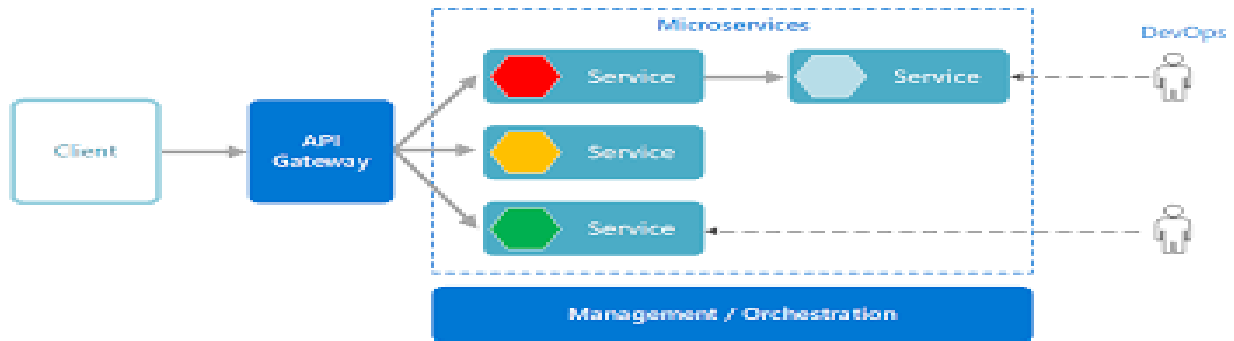 Microservices
DevOps
Service
Service
Client
API
Gateway
Service
Service
Management / Orchestration